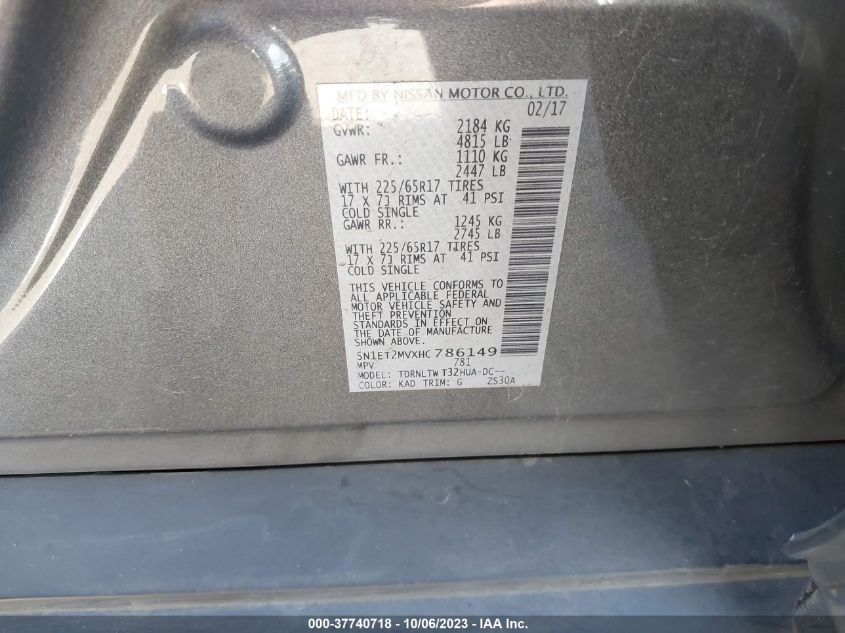 MFD BY NISSAN MOTOR CO., LTD.
DATE: 02/17
GVWR: 2184 KG
4815 LB
GAWR FR.: 1110 KG
2447 LB
WITH 225/65R17 TIRES
17 X 7J RIMS AT 41 PSI
COLD SINGLE
GAWR RR.: 1245 KG
2745 LB
WITH 225/65R17 TIRES
17 X 7J RIMS AT 41 PSI
COLD SINGLE
THIS VEHICLE CONFORMS TO
ALL APPLICABLE FEDERAL
MOTOR VEHICLE SAFETY AND
THEFT PREVENTION
STANDARDS IN EFFECT ON
THE DATE OF MANUFACTURE
SHOWN ABOVE.
5N1ET2MVXHC786149
MPV 781
MODEL: TDRNLTW T32HUA-DC--
COLOR: KAD TRIM: G ZS30A
000-37740718 - 10/06/2023 - IAA Inc.